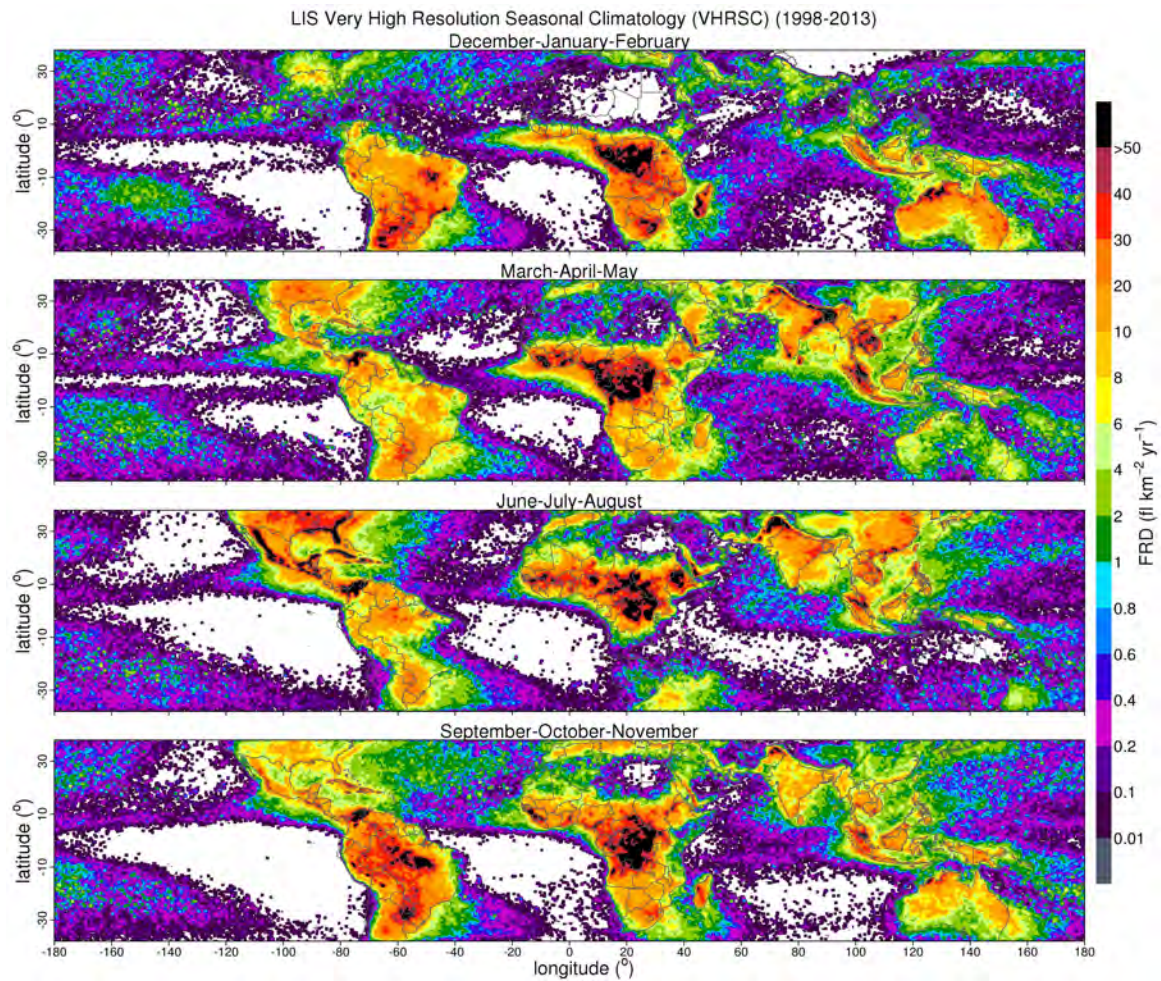 LIS Very High Resolution Seasonal Climatology (VHRSC) (1998-2013)
December-January-February
30
10
-10
-30
latitude (°)
March-April-May
30
10
-10
-30
latitude (°)
June-July-August
30
10
-10
-30
latitude (°)
September-October-November
30
10
-10
-30
latitude (°)
-180 -160 -140 -120 -100 -80 -60 -40 -20 0 20 40 60 80 100 120 140 160 180
longitude (°)
>50
40
30
20
10
8
6
4
2
1
0.8
0.6
0.4
0.2
0.1
0.01
FRD (fl km⁻² yr⁻¹)